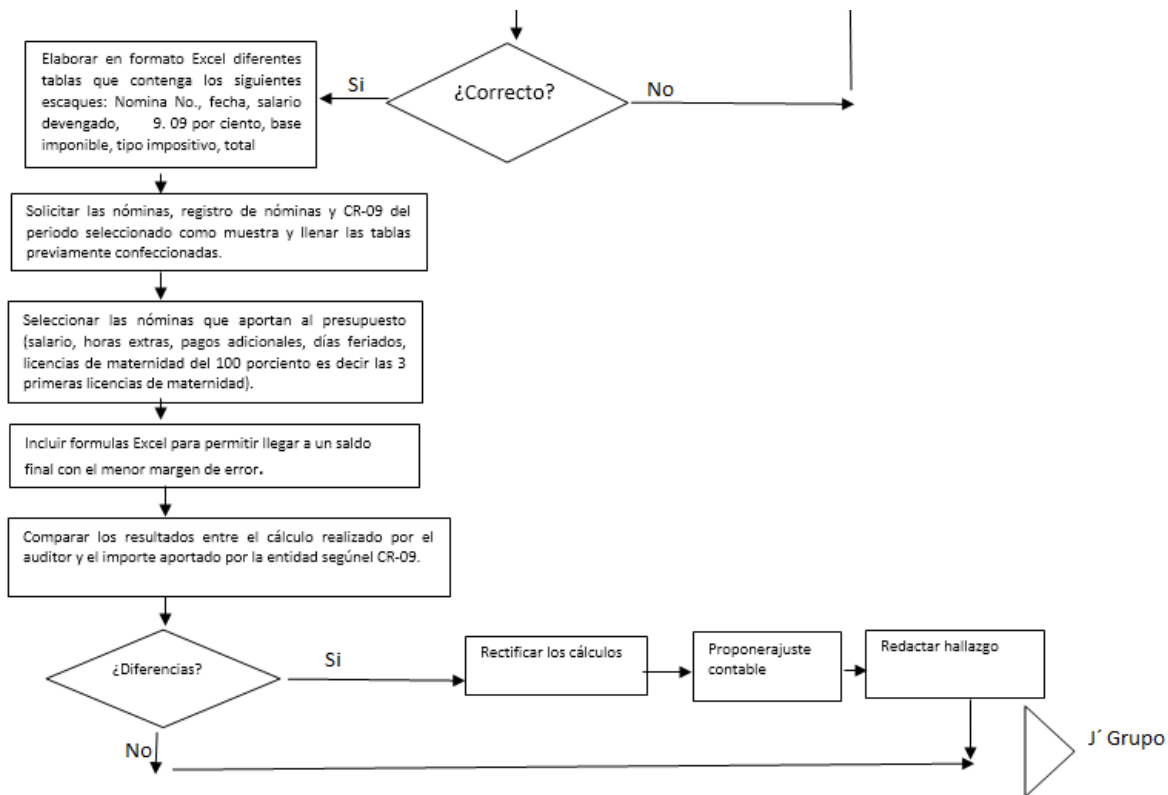 Elaborar en formato Excel diferentes
tablas que contenga los siguientes
escaques: Nomina No., fecha, salario
devengado, 9. 09 por ciento, base
imponible, tipo impositivo, total
Si
¿Correcto?
No
Solicitar las nóminas, registro de nóminas y CR-09 del
periodo seleccionado como muestra y llenar las tablas
previamente confeccionadas.
Seleccionar las nóminas que aportan al presupuesto
(salario, horas extras, pagos adicionales, días feriados,
licencias de maternidad del 100 porciento es decir las 3
primeras licencias de maternidad).
Incluir formulas Excel para permitir llegar a un saldo
final con el menor margen de error.
Comparar los resultados entre el cálculo realizado por el
auditor y el importe aportado por la entidad segúnel CR-09.
¿Diferencias?
Si
Rectificar los cálculos
Proponerajuste
contable
Redactar hallazgo
No
J´ Grupo